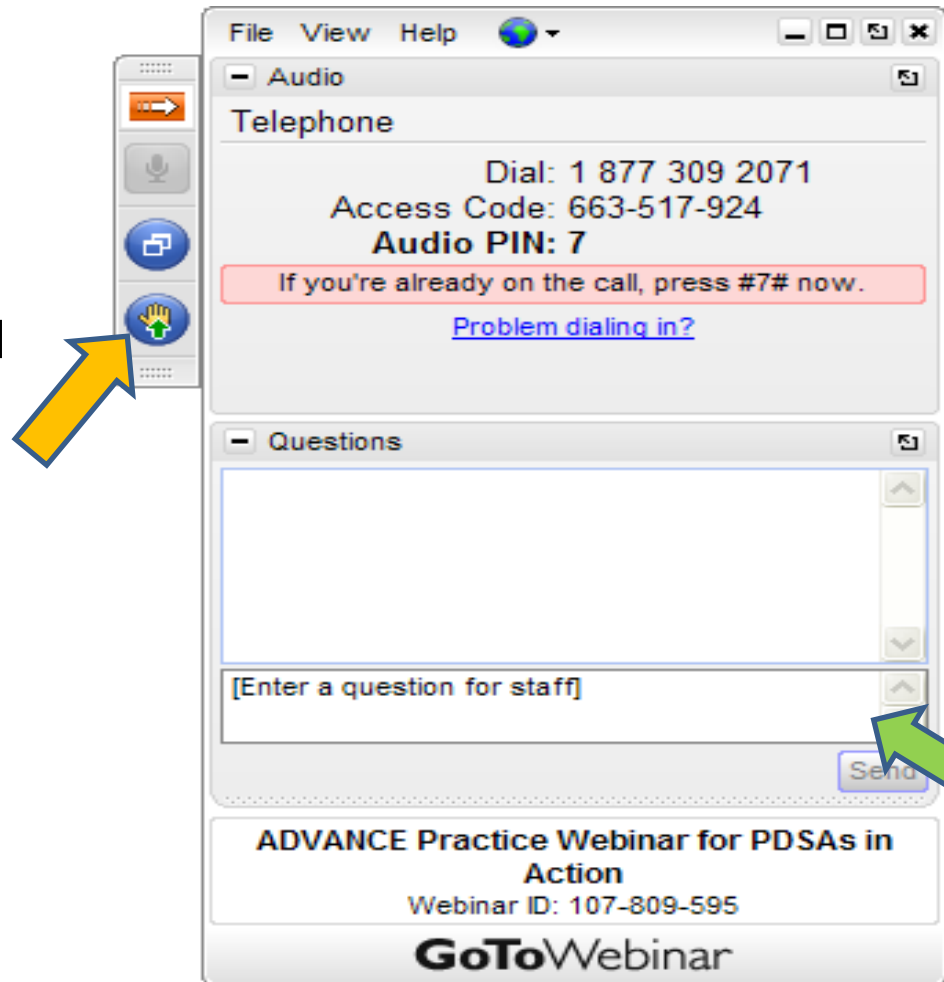 File View Help
Audio
Telephone
Dial: 1 877 309 2071
Access Code: 663-517-924
Audio PIN: 7
If you're already on the call, press #7# now.
Problem dialing in?
Questions
[Enter a question for staff]
Send
ADVANCE Practice Webinar for PDSAs in
Action
Webinar ID: 107-809-595
GoToWebinar